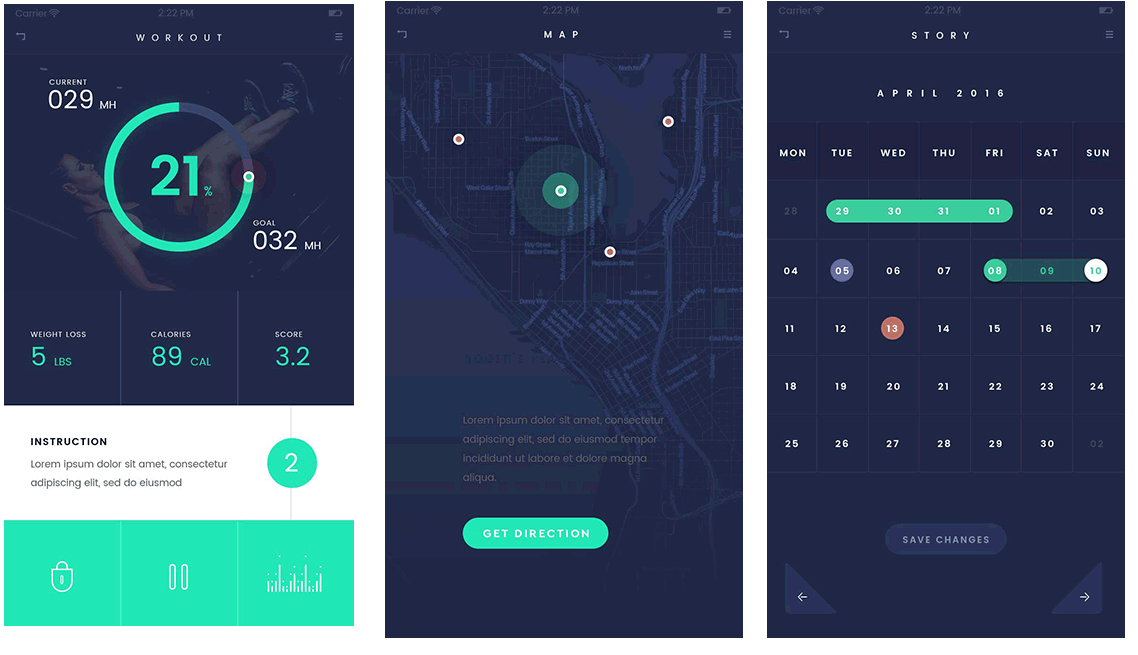 Carrier 2:22 PM
WORKOUT
CURRENT
029 MH
21 %
GOAL
032 MH
WEIGHT LOSS CALORIES SCORE
5 LBS 89 CAL 3.2
INSTRUCTION
Lorem ipsum dolor sit amet, consectetur
adipiscing elit, sed do eiusmod
2
Carrier 2:22 PM
MAP
Lorem ipsum dolor sit amet, consectetur
adipiscing elit, sed do eiusmod tempor
incididunt ut labore et dolore magna
aliqua.
GET DIRECTION
Carrier 2:22 PM
STORY
APRIL 2016
MON TUE WED THU FRI SAT SUN
28 29 30 31 01 02 03
04 05 06 07 08 09 10
11 12 13 14 15 16 17
18 19 20 21 22 23 24
25 26 27 28 29 30 02
SAVE CHANGES